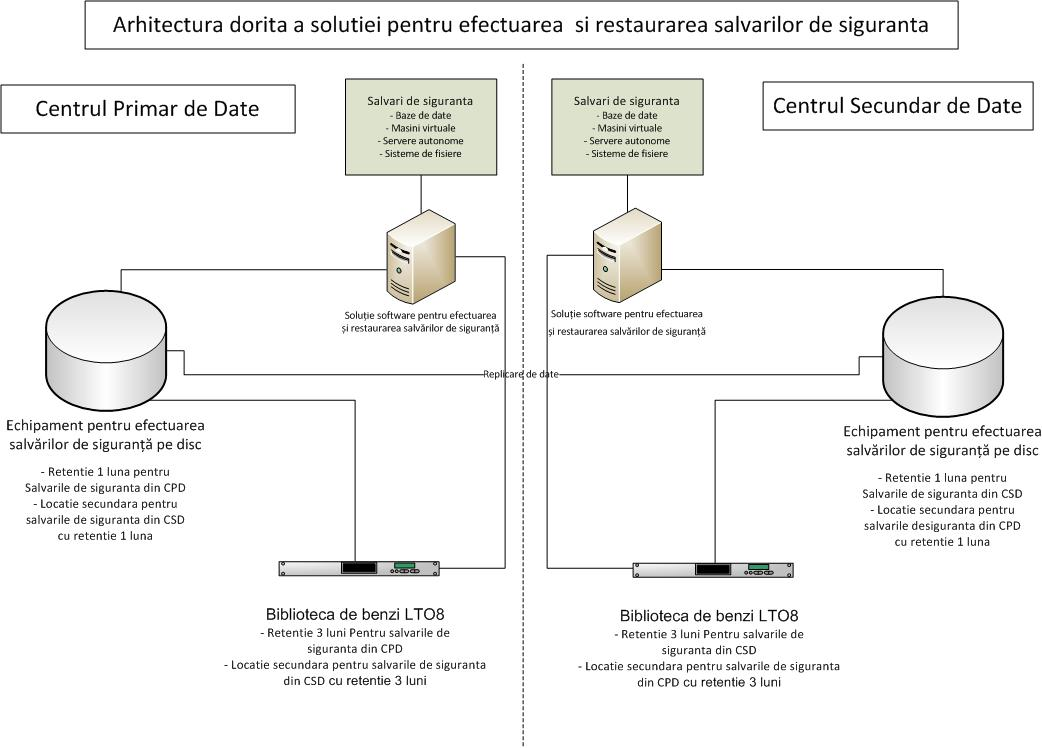 Arhitectura dorita a solutiei pentru efectuarea si restaurarea salvarilor de siguranta
Centrul Primar de Date
Salvari de siguranta
- Baze de date
- Masini virtuale
- Servere autonome
- Sisteme de fisiere
Salvari de siguranta
- Baze de date
- Masini virtuale
- Servere autonome
- Sisteme de fisiere
Centrul Secundar de Date
Soluție software pentru efectuarea
și restaurarea salvărilor de siguranță
Soluție software pentru efectuarea
și restaurarea salvărilor de siguranță
Replicare de date
Echipament pentru efectuarea
salvărilor de siguranță pe disc
- Retentie 1 luna pentru
Salvarile de siguranta din CPD
- Locatie secundara pentru
salvarile de siguranta din CSD
cu retentie 1 luna
Echipament pentru efectuarea
salvărilor de siguranță pe disc
- Retentie 1 luna pentru
Salvarile de siguranta din CSD
- Locatie secundara pentru
salvarile desiguranta din CPD
cu retentie 1 luna
Biblioteca de benzi LTO8
- Retentie 3 luni Pentru salvarile de
siguranta din CPD
- Locatie secundara pentru salvarile de siguranta
din CSD cu retentie 3 luni
Biblioteca de benzi LTO8
- Retentie 3 luni Pentru salvarile de
siguranta din CSD
- Locatie secundara pentru salvarile de siguranta
din CPD cu retentie 3 luni